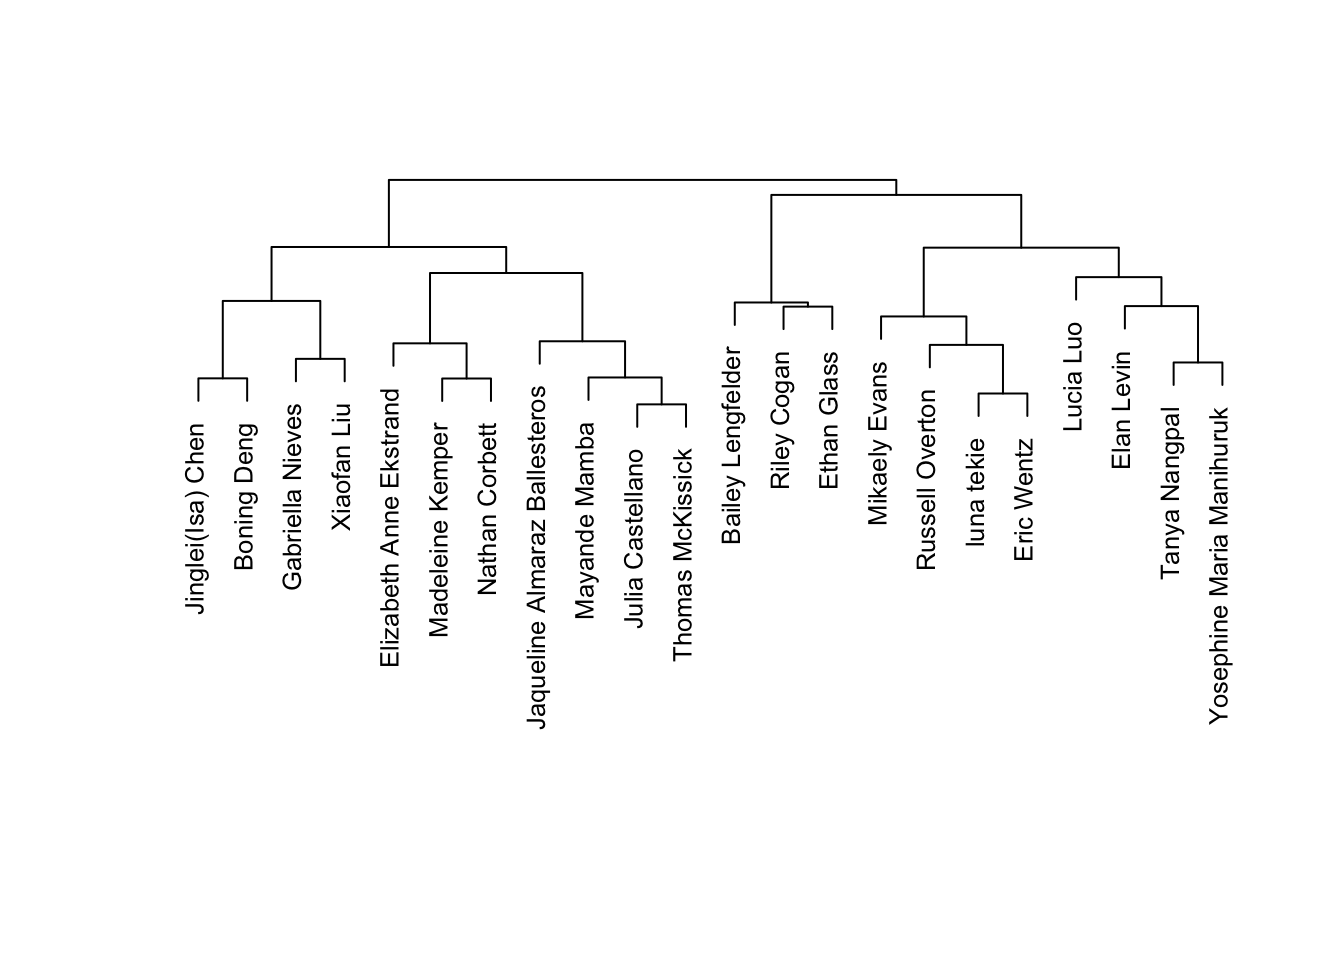 Jinglei(Isa) Chen
Boning Deng
Gabriella Nieves
Xiaofan Liu
Elizabeth Anne Ekstrand
Madeleine Kemper
Nathan Corbett
Jaqueline Almaraz Ballesteros
Mayande Mamba
Julia Castellano
Thomas McKissick
Bailey Lengfelder
Riley Cogan
Ethan Glass
Mikaely Evans
Russell Overton
luna tekie
Eric Wentz
Lucia Luo
Elan Levin
Tanya Nangpal
Yosephine Maria Manihuruk